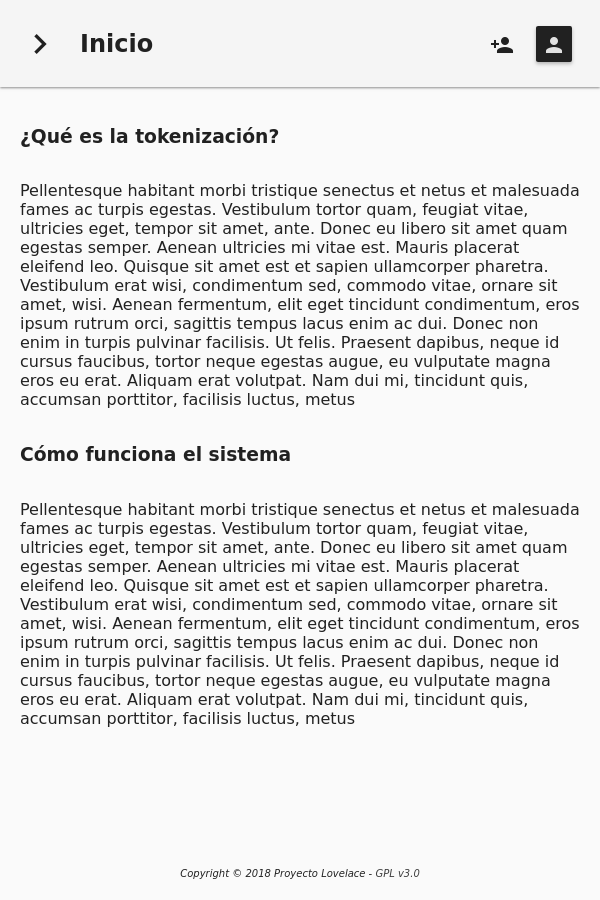 Inicio
¿Qué es la tokenización?
Pellentesque habitant morbi tristique senectus et netus et malesuada
fames ac turpis egestas. Vestibulum tortor quam, feugiat vitae,
ultricies eget, tempor sit amet, ante. Donec eu libero sit amet quam
egestas semper. Aenean ultricies mi vitae est. Mauris placerat
eleifend leo. Quisque sit amet est et sapien ullamcorper pharetra.
Vestibulum erat wisi, condimentum sed, commodo vitae, ornare sit
amet, wisi. Aenean fermentum, elit eget tincidunt condimentum, eros
ipsum rutrum orci, sagittis tempus lacus enim ac dui. Donec non
enim in turpis pulvinar facilisis. Ut felis. Praesent dapibus, neque id
cursus faucibus, tortor neque egestas augue, eu vulputate magna
eros eu erat. Aliquam erat volutpat. Nam dui mi, tincidunt quis,
accumsan porttitor, facilisis luctus, metus
Cómo funciona el sistema
Pellentesque habitant morbi tristique senectus et netus et malesuada
fames ac turpis egestas. Vestibulum tortor quam, feugiat vitae,
ultricies eget, tempor sit amet, ante. Donec eu libero sit amet quam
egestas semper. Aenean ultricies mi vitae est. Mauris placerat
eleifend leo. Quisque sit amet est et sapien ullamcorper pharetra.
Vestibulum erat wisi, condimentum sed, commodo vitae, ornare sit
amet, wisi. Aenean fermentum, elit eget tincidunt condimentum, eros
ipsum rutrum orci, sagittis tempus lacus enim ac dui. Donec non
enim in turpis pulvinar facilisis. Ut felis. Praesent dapibus, neque id
cursus faucibus, tortor neque egestas augue, eu vulputate magna
eros eu erat. Aliquam erat volutpat. Nam dui mi, tincidunt quis,
accumsan porttitor, facilisis luctus, metus
Copyright © 2018 Proyecto Lovelace - GPL v3.0